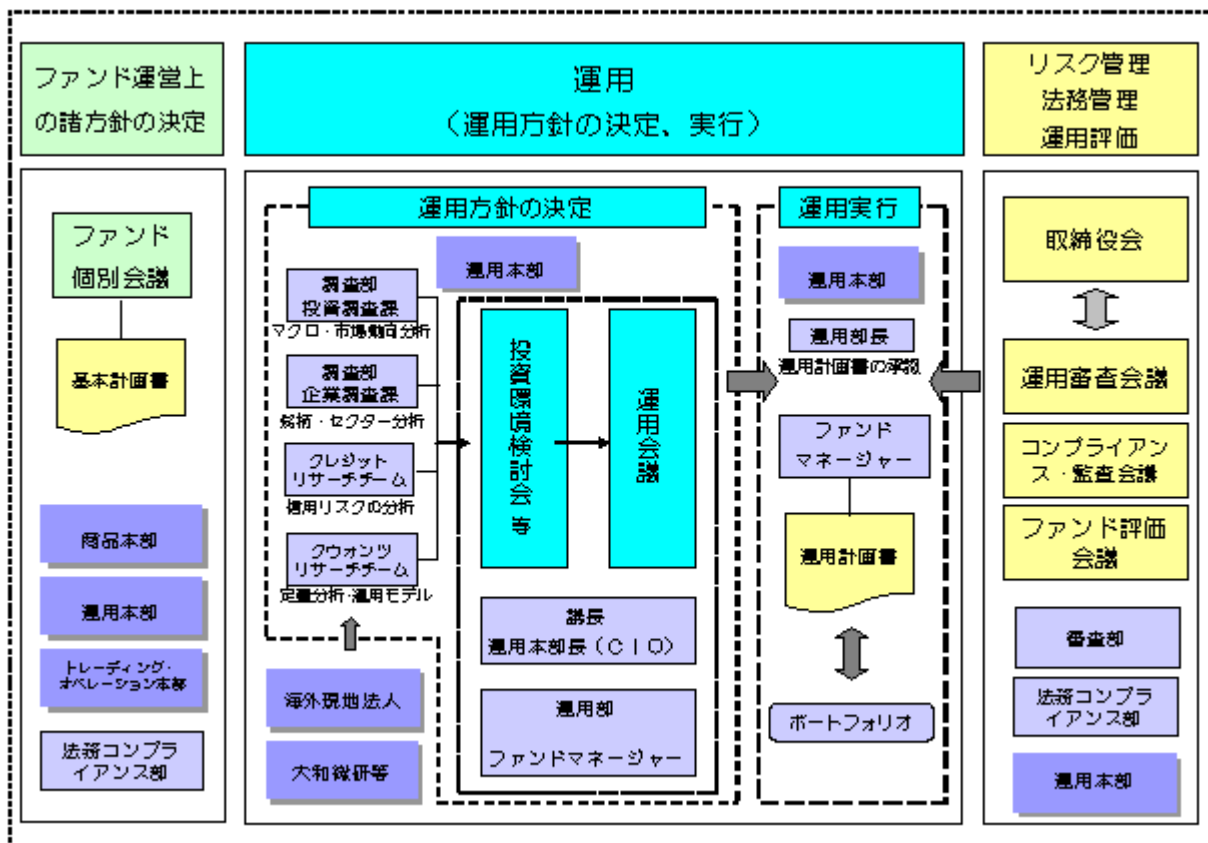 ファンド運営上
の諸方針の決定
運用
(運用方針の決定、実行)
リスク管理
法務管理
運用評価
ファンド
個別会議
基本計画書
商品本部
運用本部
トレーディング・
オペレーション本部
法務コンプラ
イアンス部
運用方針の決定
運用本部
調査部
投資調査課
マクロ・市場動向分析
調査部
企業調査課
銘柄・セクター分析
クレジット
リサーチチーム
信用リスクの分析
クウォンツ
リサーチチーム
定量分析・運用モデル
海外現地法人
大和総研等
投資環境検討会 等
運用会議
議長
運用本部長(CIO)
運用部
ファンドマネージャー
運用実行
運用本部
運用部長
運用計画書の承認
ファンド
マネージャー
運用計画書
ポートフォリオ
取締役会
運用審査会議
コンプライアン
ス・監査会議
ファンド評価
会議
審査部
法務コンプラ
イアンス部
運用本部